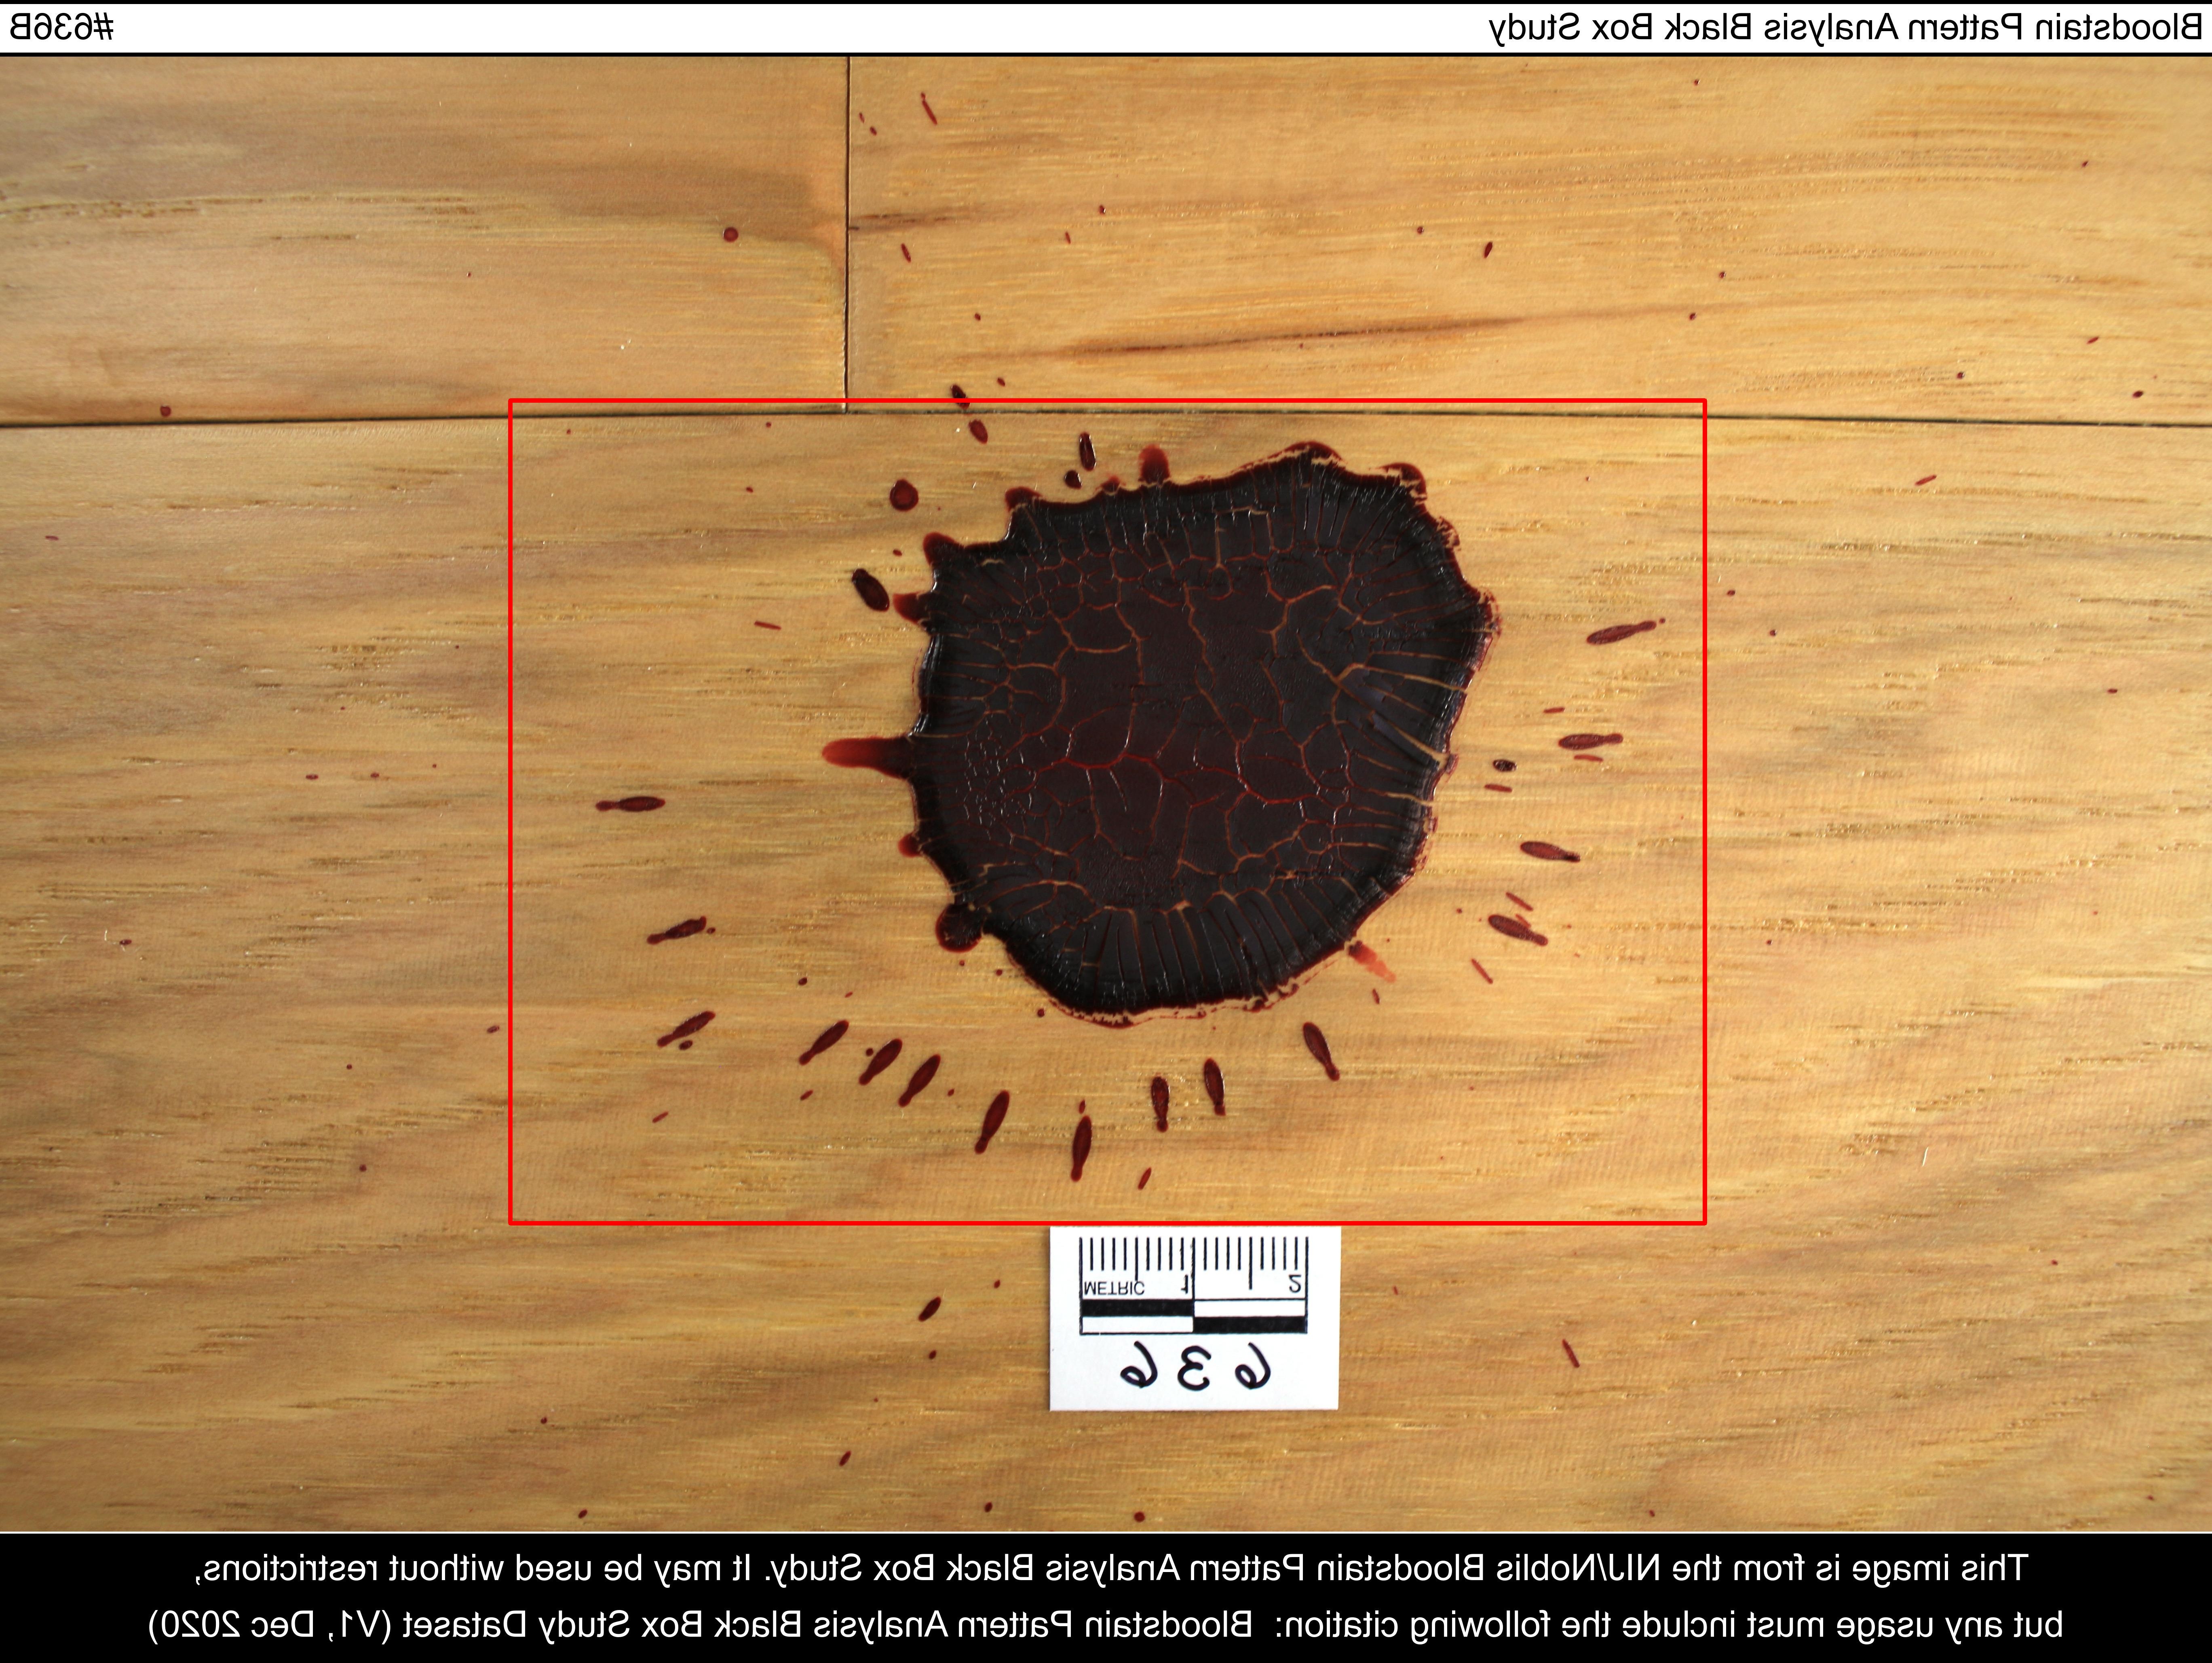 Bloodstain Pattern Analysis Black Box Study
#636B
METRIC 1 2
636
This image is from the NIJ/Noblis Bloodstain Pattern Analysis Black Box Study. It may be used without restrictions,
but any usage must include the following citation: Bloodstain Pattern Analysis Black Box Study Dataset (V1, Dec 2020)